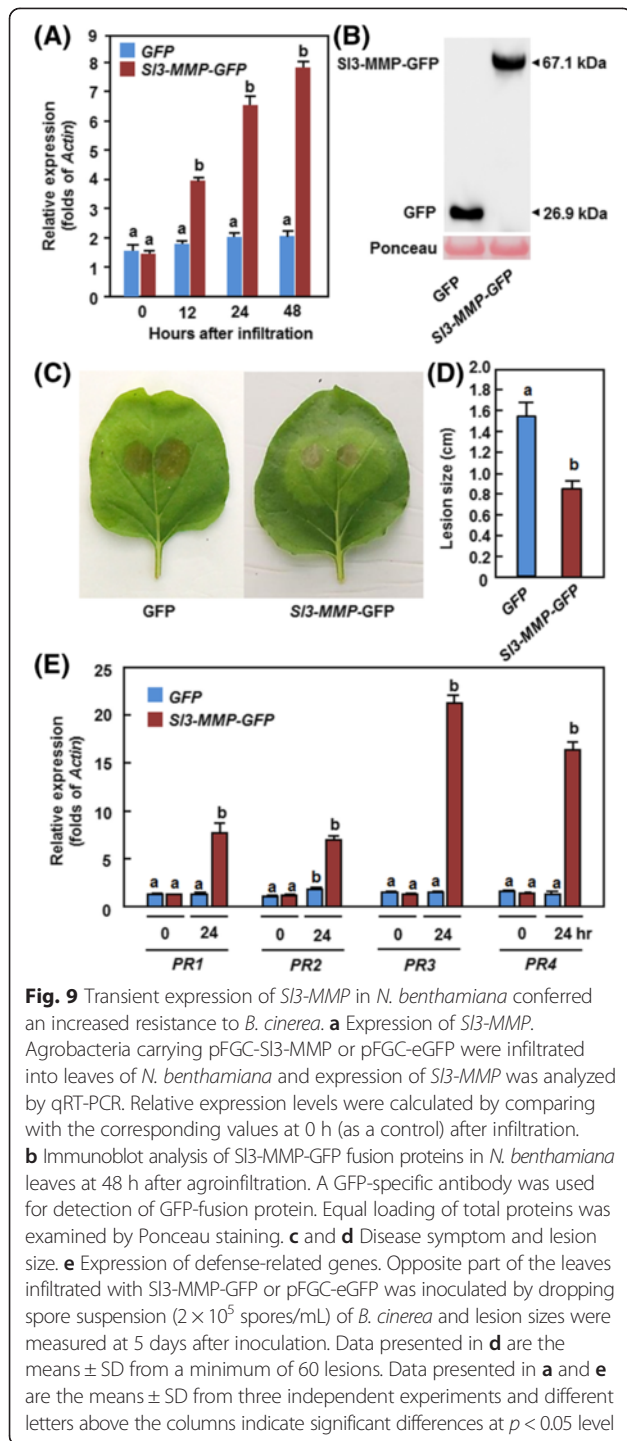 (A)
GFP
Sl3-MMP-GFP
Relative expression
(folds of Actin)
9
8
7
6
5
4
3
2
1
0
a a a b a b a b
0 12 24 48
Hours after infiltration
(B)
Sl3-MMP-GFP
67.1 kDa
GFP
26.9 kDa
Ponceau
GFP
Sl3-MMP-GFP
(C)
GFP
Sl3-MMP-GFP
(D)
Lesion size (cm)
2.0
1.8
1.6
1.4
1.2
1.0
0.8
0.6
0.4
0.2
0
a
b
GFP
Sl3-MMP-GFP
(E)
GFP
Sl3-MMP-GFP
Relative expression
(folds of Actin)
25
20
15
10
5
0
a a a b a a b b a a a b a a a b
0 24 0 24 0 24 0 24 hr
PR1 PR2 PR3 PR4
Fig. 9 Transient expression of Sl3-MMP in N. benthamiana conferred
an increased resistance to B. cinerea. a Expression of Sl3-MMP.
Agrobacteria carrying pFGC-Sl3-MMP or pFGC-eGFP were infiltrated
into leaves of N. benthamiana and expression of Sl3-MMP was analyzed
by qRT-PCR. Relative expression levels were calculated by comparing
with the corresponding values at 0 h (as a control) after infiltration.
b Immunoblot analysis of Sl3-MMP-GFP fusion proteins in N. benthamiana
leaves at 48 h after agroinfiltration. A GFP-specific antibody was used
for detection of GFP-fusion protein. Equal loading of total proteins was
examined by Ponceau staining. c and d Disease symptom and lesion
size. e Expression of defense-related genes. Opposite part of the leaves
infiltrated with Sl3-MMP-GFP or pFGC-eGFP was inoculated by dropping
spore suspension (2 × 10⁵ spores/mL) of B. cinerea and lesion sizes were
measured at 5 days after inoculation. Data presented in d are the
means ± SD from a minimum of 60 lesions. Data presented in a and e
are the means ± SD from three independent experiments and different
letters above the columns indicate significant differences at p < 0.05 level